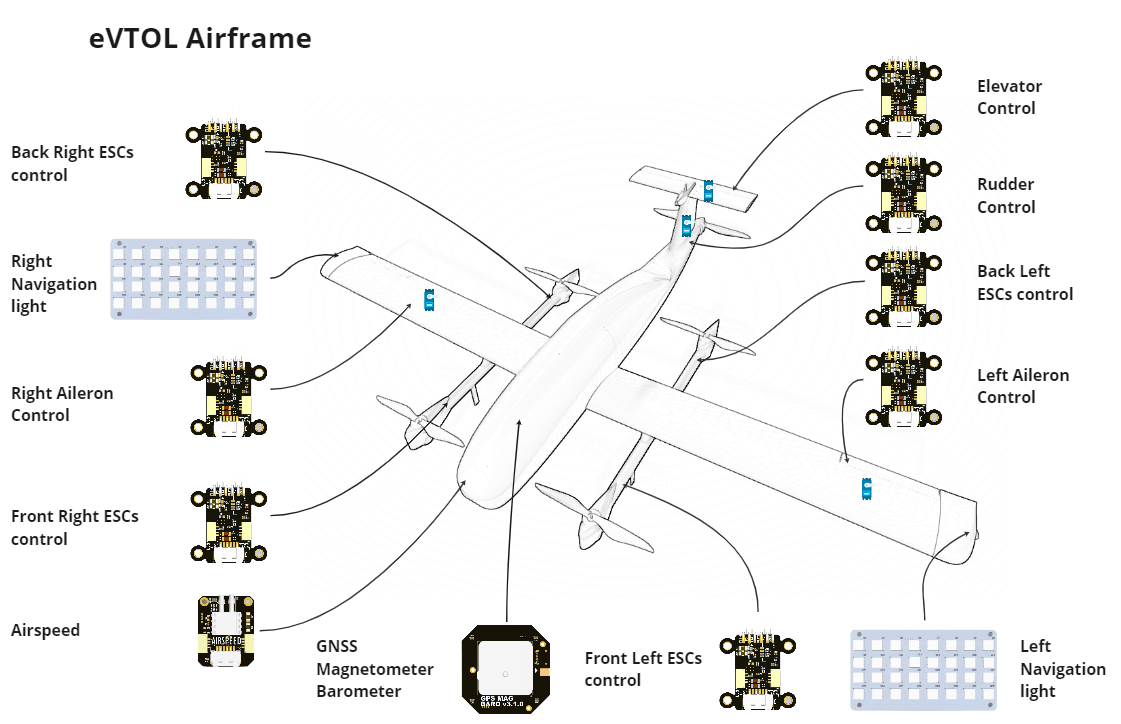 eVTOL Airframe
Elevator
Control
Back Right ESCs
control
Rudder
Control
Right
Navigation
light
Back Left
ESCs control
Right Aileron
Control
Left Aileron
Control
Front Right ESCs
control
Airspeed
AIRSPEED
GNSS
Magnetometer
Barometer
GPS MAG
BARO v3.1.0
Front Left ESCs
control
Left
Navigation
light